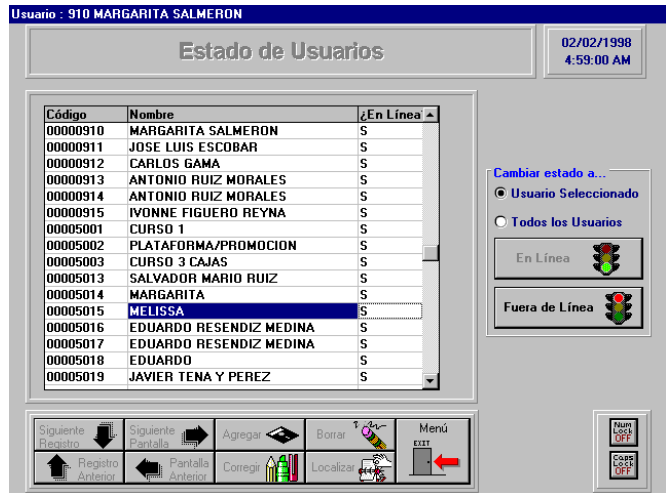 Usuario : 910 MARGARITA SALMERON
Estado de Usuarios
02/02/1998
4:59:00 AM
Código Nombre ¿En Línea
00000910 MARGARITA SALMERON S
00000911 JOSE LUIS ESCOBAR S
00000912 CARLOS GAMA S
00000913 ANTONIO RUIZ MORALES S
00000914 ANTONIO RUIZ MORALES S
00000915 IVONNE FIGUERO REYNA S
00005001 CURSO 1 S
00005002 PLATAFORMA/PROMOCION S
00005003 CURSO 3 CAJAS S
00005013 SALVADOR MARIO RUIZ S
00005014 MARGARITA S
00005015 MELISSA S
00005016 EDUARDO RESENDIZ MEDINA S
00005017 EDUARDO RESENDIZ MEDINA S
00005018 EDUARDO S
00005019 JAVIER TENA Y PEREZ S
Cambiar estado a...
Usuario Seleccionado
Todos los Usuarios
En Línea
Fuera de Línea
Siguiente Registro
Siguiente Pantalla
Agregar
Borrar
Menú
EXIT
Registro Anterior
Pantalla Anterior
Corregir
Localizar
Num Lock OFF
Caps Lock OFF